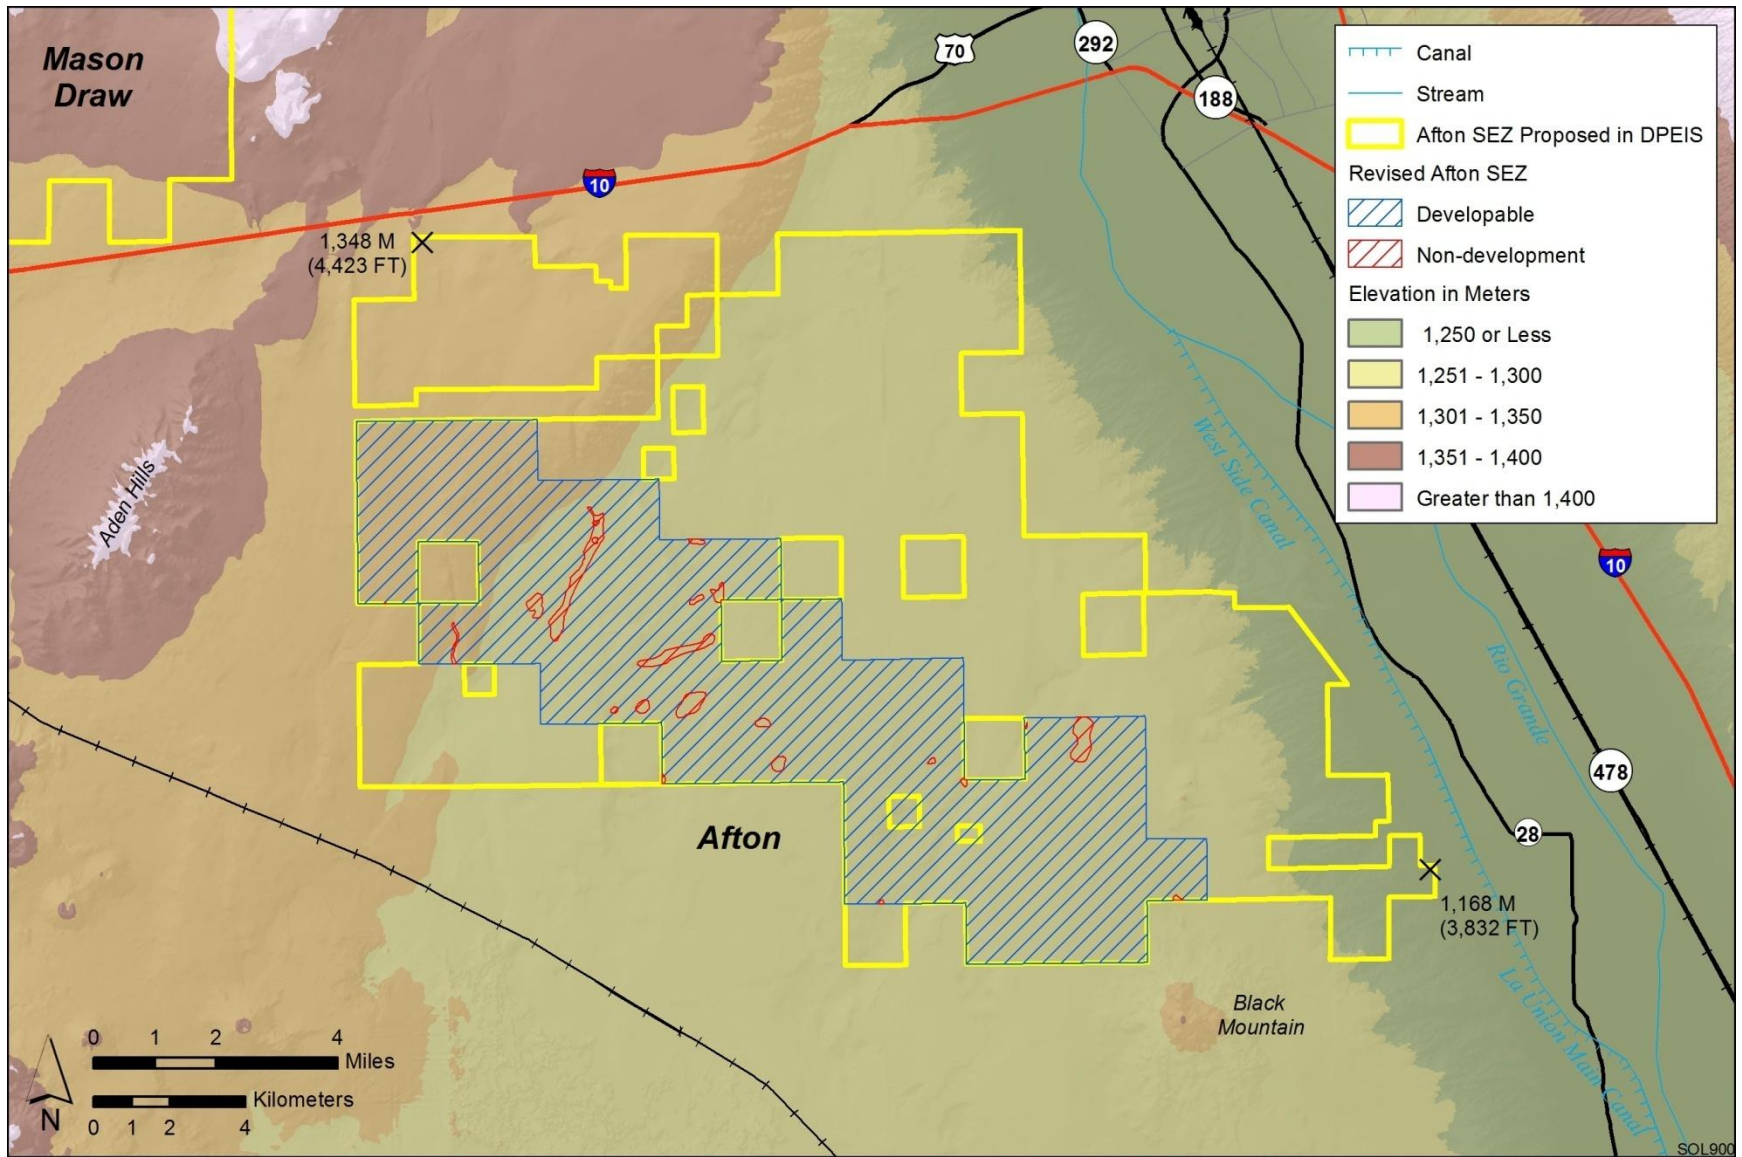 Mason
Draw
70
292
188
10
1,348 M
(4,423 FT)
Canal
Stream
Afton SEZ Proposed in DPEIS
Revised Afton SEZ
Developable
Non-development
Elevation in Meters
1,250 or Less
1,251 - 1,300
1,301 - 1,350
1,351 - 1,400
Greater than 1,400
Aden Hills
West Side Canal
10
Rio Grande
478
28
Afton
1,168 M
(3,832 FT)
La Union Main Canal
Black
Mountain
0 1 2 4
Miles
Kilometers
0 1 2 4
N
SOL900